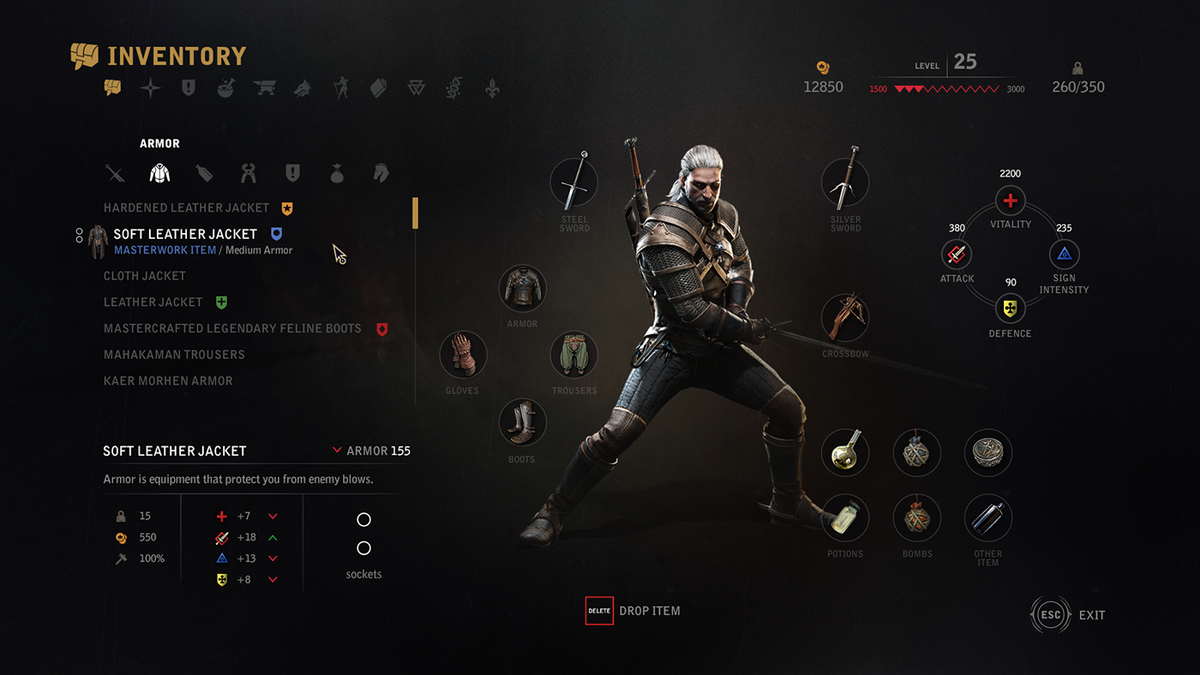 INVENTORY
12850
LEVEL 25
1500
3000
260/350
ARMOR
HARDENED LEATHER JACKET
SOFT LEATHER JACKET
MASTERWORK ITEM / Medium Armor
CLOTH JACKET
LEATHER JACKET
MASTERCRAFTED LEGENDARY FELINE BOOTS
MAHAKAMAN TROUSERS
KAER MORHEN ARMOR
SOFT LEATHER JACKET
ARMOR 155
Armor is equipment that protect you from enemy blows.
15
550
100%
+7
+18
+13
+8
sockets
STEEL
SWORD
SILVER
SWORD
ARMOR
GLOVES
TROUSERS
BOOTS
CROSSBOW
POTIONS
BOMBS
OTHER
ITEM
2200
VITALITY
380
ATTACK
235
SIGN
INTENSITY
90
DEFENCE
DELETE DROP ITEM
ESC EXIT